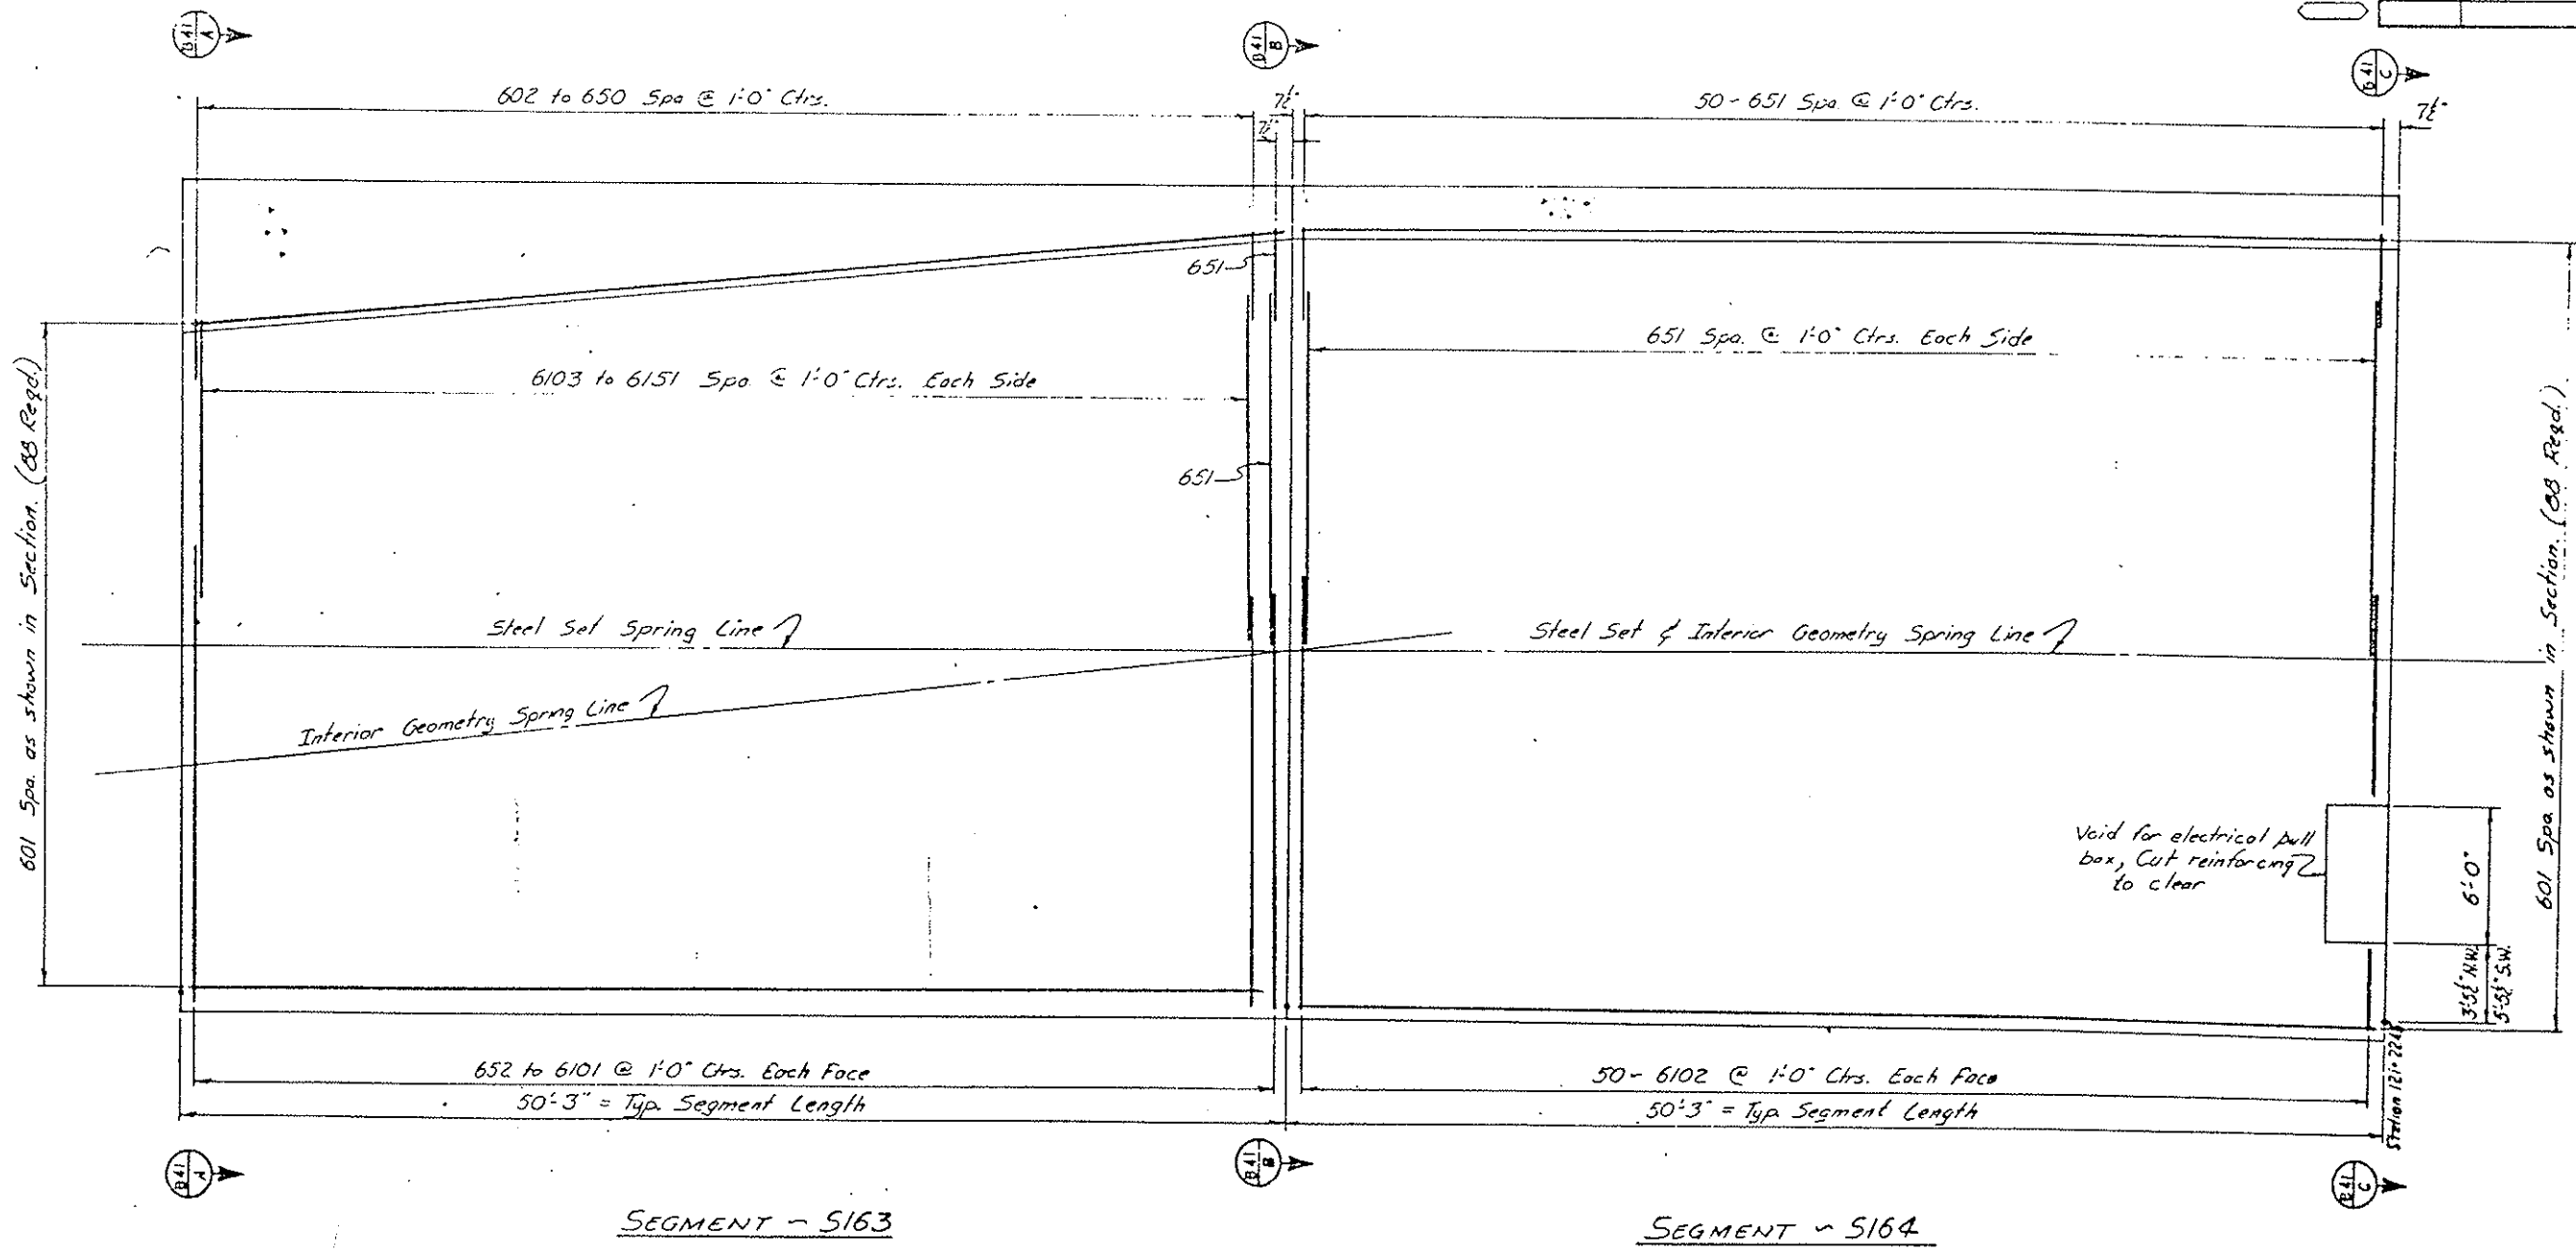 B41
A
B41
B
B41
C
602 to 650 Spa @ 1'-0" Ctrs.
7½"
7½"
50 - 651 Spa. @ 1'-0" Ctrs.
7½"
651
651 Spa. @ 1'-0" Ctrs. Each Side
6103 to 6151 Spa @ 1'-0" Ctrs. Each Side
651
601 Spa. as shown in Section. (88 Reqd.)
601 Spa. as shown in Section. (88 Reqd.)
Steel Set Spring Line
Steel Set & Interior Geometry Spring Line
Interior Geometry Spring Line
Void for electrical pull
box, Cut reinforcing
to clear
6'-0"
3'-5½" N.W.
5'-5½" S.W.
652 to 6101 @ 1'-0" Ctrs. Each Face
50 - 6102 @ 1'-0" Ctrs. Each Face
50'-3" = Typ. Segment Length
50'-3" = Typ. Segment Length
Station
B41
A
B41
B
B41
C
SEGMENT - S163
SEGMENT - S164